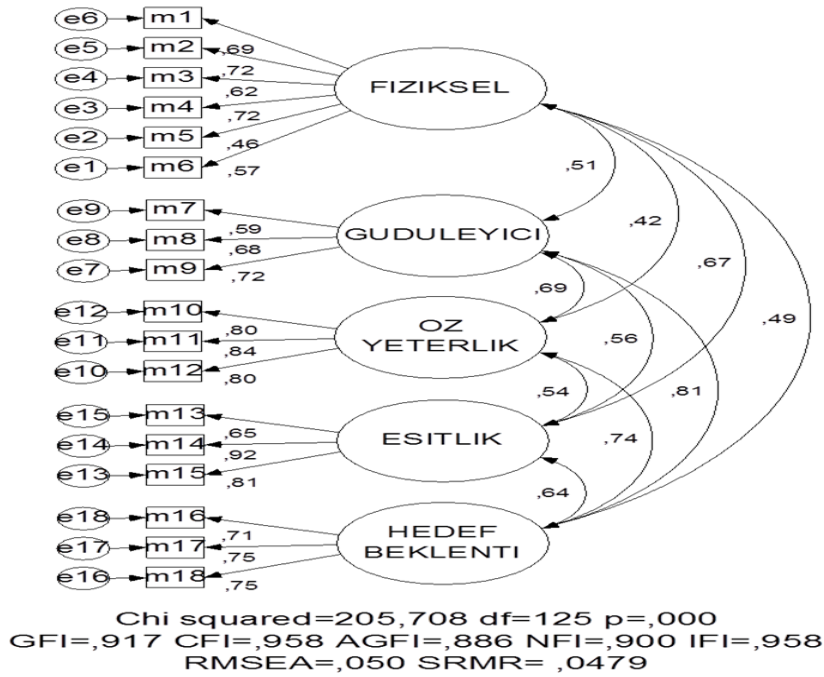 e6 m1
e5 m2 ,69
e4 m3 ,72
e3 m4 ,62
e2 m5 ,72
e1 m6 ,46
,57
FIZIKSEL
,51
,42
,67
,49
e9 m7
e8 m8 ,59
e7 m9 ,68
,72
GUDULEYICI
,69
,56
,81
e12 m10
e11 m11 ,80
e10 m12 ,84
,80
OZ
YETERLIK
,54
,74
e15 m13
e14 m14 ,65
e13 m15 ,92
,81
ESITLIK
,64
e18 m16
e17 m17 ,71
e16 m18 ,75
,75
HEDEF
BEKLENTI
Chi squared=205,708 df=125 p=,000
GFI=,917 CFI=,958 AGFI=,886 NFI=,900 IFI=,958
RMSEA=,050 SRMR= ,0479